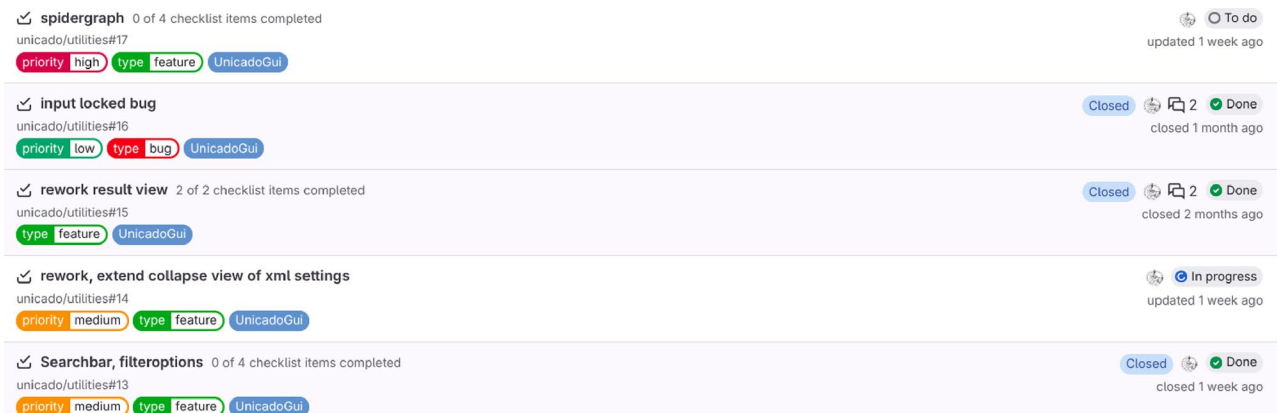 spidergraph 0 of 4 checklist items completed To do
unicado/utilities#17 updated 1 week ago
priority high type feature UnicadoGui
input locked bug Closed 2 Done
unicado/utilities#16 closed 1 month ago
priority low type bug UnicadoGui
rework result view 2 of 2 checklist items completed Closed 2 Done
unicado/utilities#15 closed 2 months ago
type feature UnicadoGui
rework, extend collapse view of xml settings In progress
unicado/utilities#14 updated 1 week ago
priority medium type feature UnicadoGui
Searchbar, filteroptions 0 of 4 checklist items completed Closed Done
unicado/utilities#13 closed 1 week ago
priority medium type feature UnicadoGui